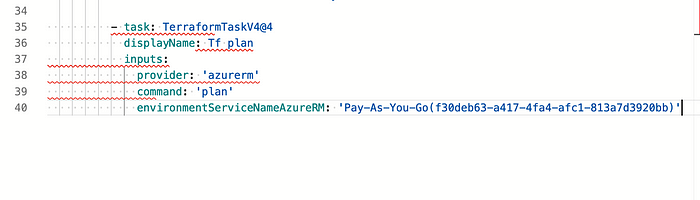 34
35 - task: TerraformTaskV4@4
36 displayName: Tf plan
37 inputs:
38 provider: 'azurerm'
39 command: 'plan'
40 environmentServiceNameAzureRM: 'Pay-As-You-Go(f30deb63-a417-4fa4-afc1-813a7d3920bb)'